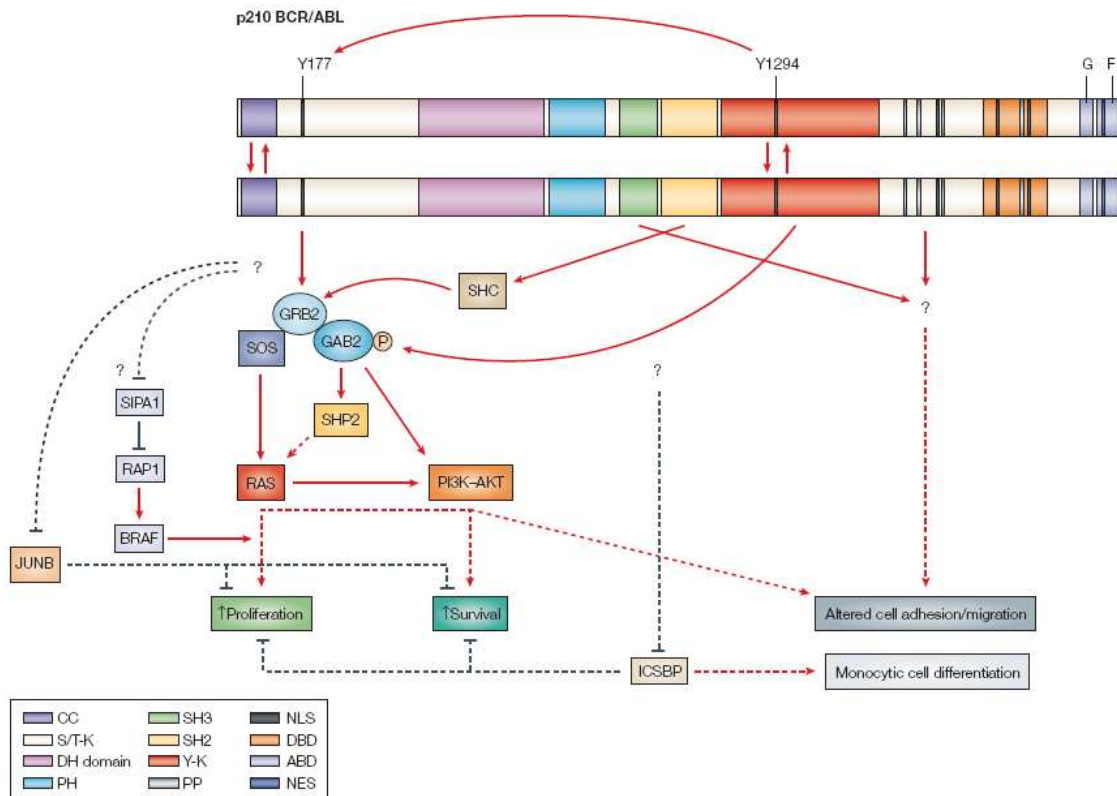 p210 BCR/ABL
Y177
Y1294
G
F
?
SHC
GRB2
?
SOS
GAB2
P
?
?
SIPA1
SHP2
RAP1
RAS
PI3K–AKT
BRAF
JUNB
↑Proliferation
↑Survival
Altered cell adhesion/migration
ICSBP
Monocytic cell differentiation
CC
SH3
NLS
S/T-K
SH2
DBD
DH domain
Y-K
ABD
PH
PP
NES